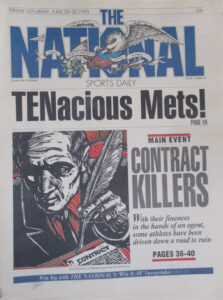 FRIDAY-SATURDAY, JUNE 29-30, 1990
THE
NATIONAL
SPORTS DAILY
TENacious Mets!
PAGE 16
MAIN EVENT
CONTRACT
KILLERS
With their finances
in the hands of an agent,
some athletes have been
driven down a road to ruin
PAGES 38-40
CONTRACT
Win big with THE NATIONAL'S 'Win It All' Sweepstakes